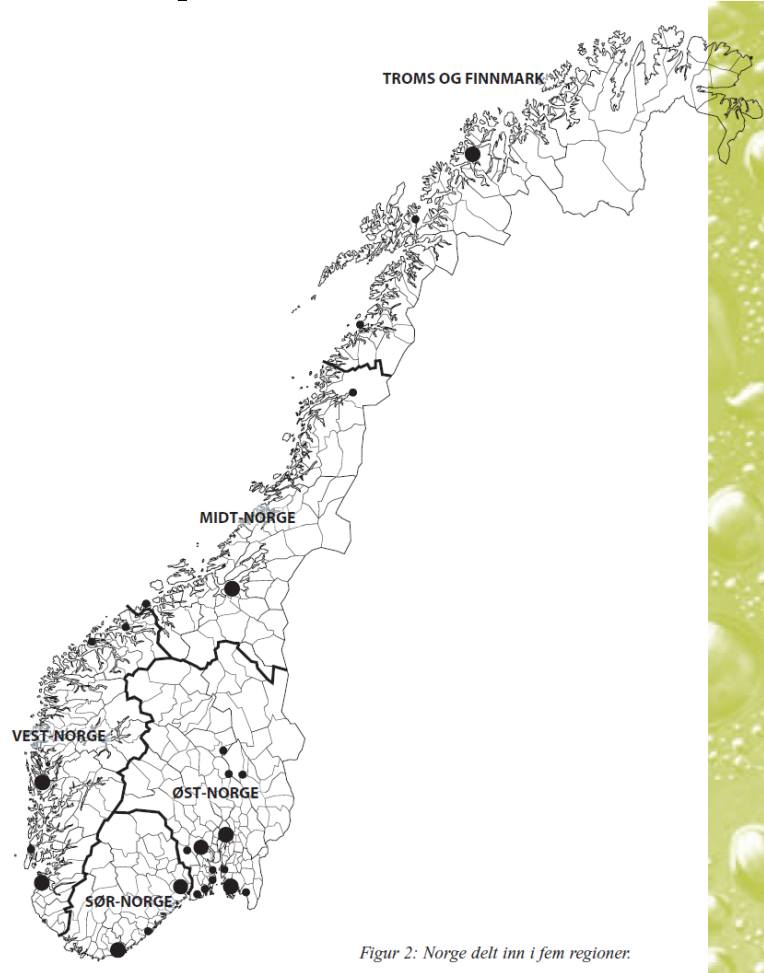 TROMS OG FINNMARK
MIDT-NORGE
VEST-NORGE
ØST-NORGE
SØR-NORGE
Figur 2: Norge delt inn i fem regioner.